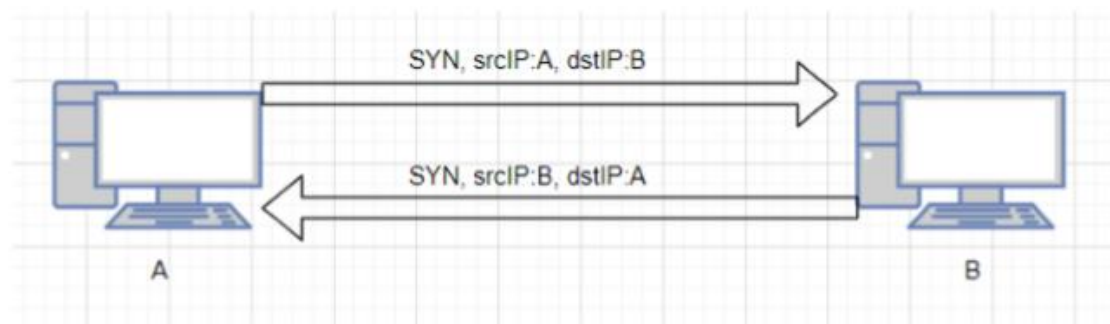 SYN, srcIP:A, dstIP:B
SYN, srcIP:B, dstIP:A
A
B